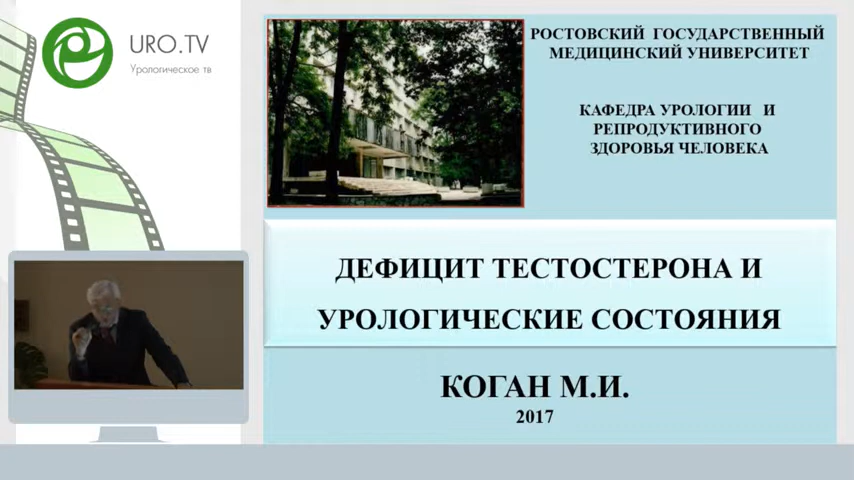 URO.TV
Урологическое тв
РОСТОВСКИЙ ГОСУДАРСТВЕННЫЙ
МЕДИЦИНСКИЙ УНИВЕРСИТЕТ
КАФЕДРА УРОЛОГИИ И
РЕПРОДУКТИВНОГО
ЗДОРОВЬЯ ЧЕЛОВЕКА
ДЕФИЦИТ ТЕСТОСТЕРОНА И
УРОЛОГИЧЕСКИЕ СОСТОЯНИЯ
КОГАН М.И.
2017